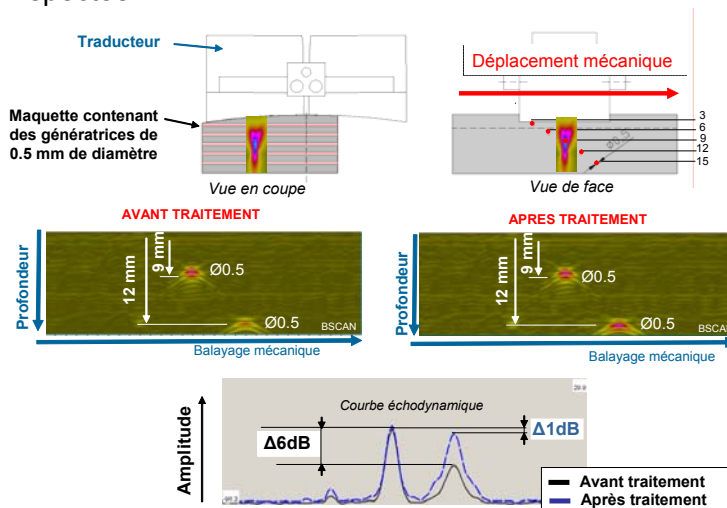 Traducteur
Déplacement mécanique
Maquette contenant
des génératrices de
0.5 mm de diamètre
3
6
9
12
15
Ø0.5
Vue en coupe
Vue de face
AVANT TRAITEMENT
APRES TRAITEMENT
Profondeur
12 mm
9 mm
Ø0.5
Ø0.5
BSCAN
Balayage mécanique
Profondeur
12 mm
9 mm
Ø0.5
Ø0.5
BSCAN
Balayage mécanique
Amplitude
Courbe échodynamique
Δ6dB
Δ1dB
Avant traitement
Après traitement